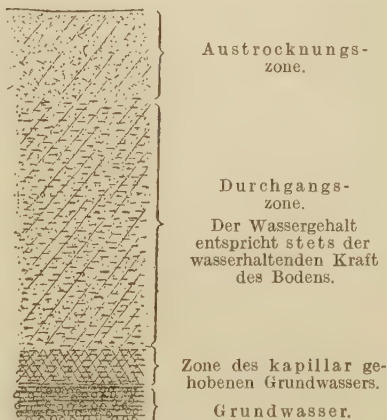 Austrocknungs-
zone.
Durchgangs-
zone.
Der Wassergehalt
entspricht stets der
wasserhaltenden Kraft
des Bodens.
Zone des kapillar ge-
hobenen Grundwassers.
Grundwasser.